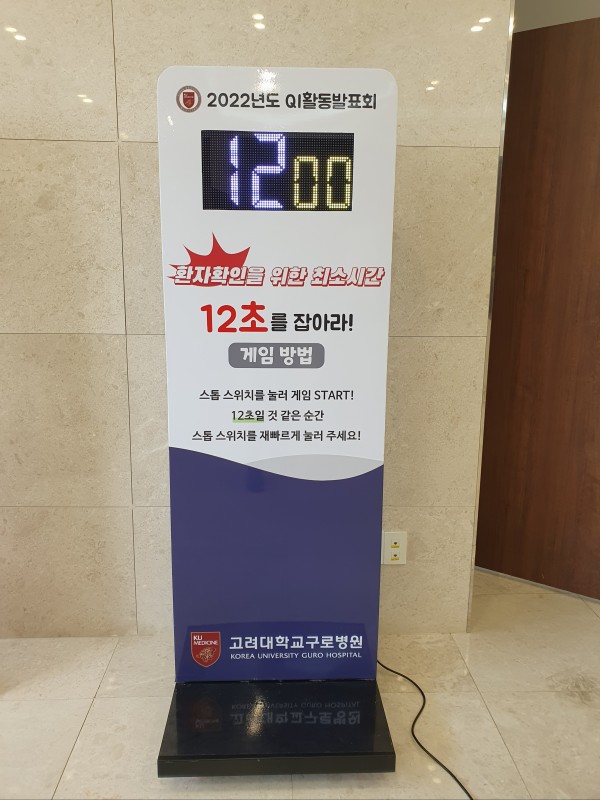 2022년도 QI활동발표회
12 00
환자확인을 위한 최소시간
12초를 잡아라!
게임 방법
스톱 스위치를 눌러 게임 START!
12초일 것 같은 순간
스톱 스위치를 재빠르게 눌러 주세요!
KU MEDICINE
고려대학교구로병원
KOREA UNIVERSITY GURO HOSPITAL